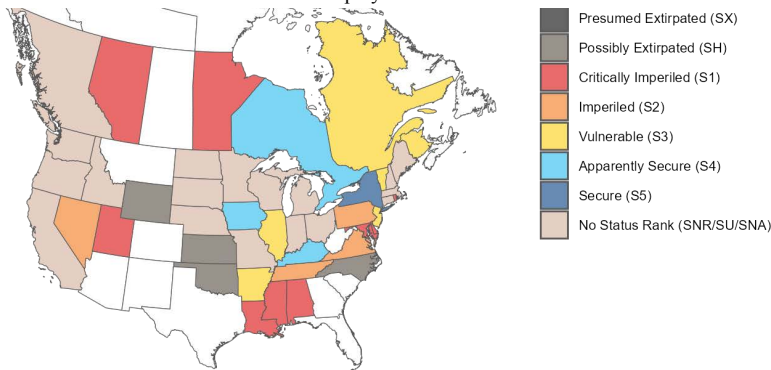 Presumed Extirpated (SX)
Possibly Extirpated (SH)
Critically Imperiled (S1)
Imperiled (S2)
Vulnerable (S3)
Apparently Secure (S4)
Secure (S5)
No Status Rank (SNR/SU/SNA)